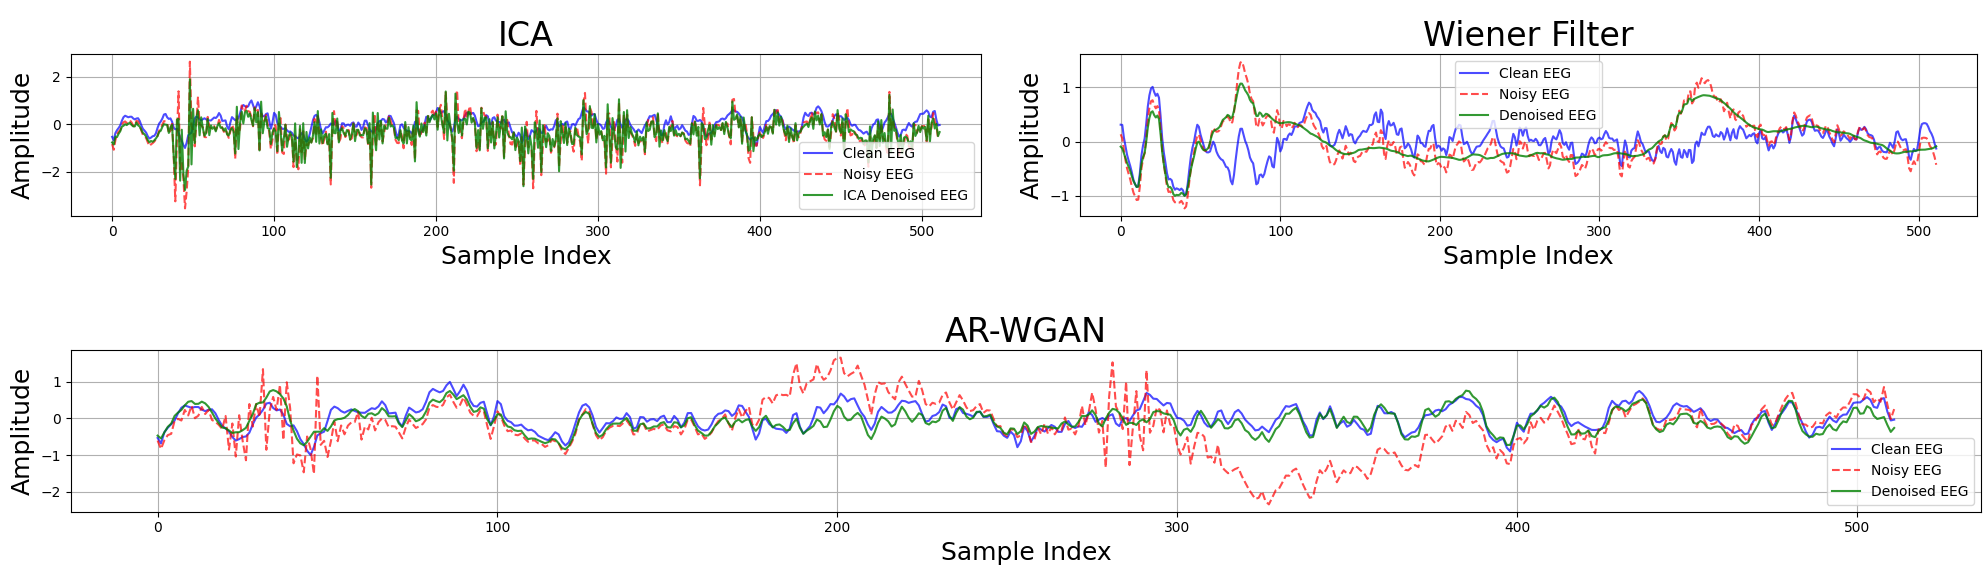 ICA
Amplitude
2
0
−2
Clean EEG
Noisy EEG
ICA Denoised EEG
0 100 200 300 400 500
Sample Index
Wiener Filter
Amplitude
1
0
−1
Clean EEG
Noisy EEG
Denoised EEG
0 100 200 300 400 500
Sample Index
AR-WGAN
Amplitude
1
0
−1
−2
Clean EEG
Noisy EEG
Denoised EEG
0 100 200 300 400 500
Sample Index